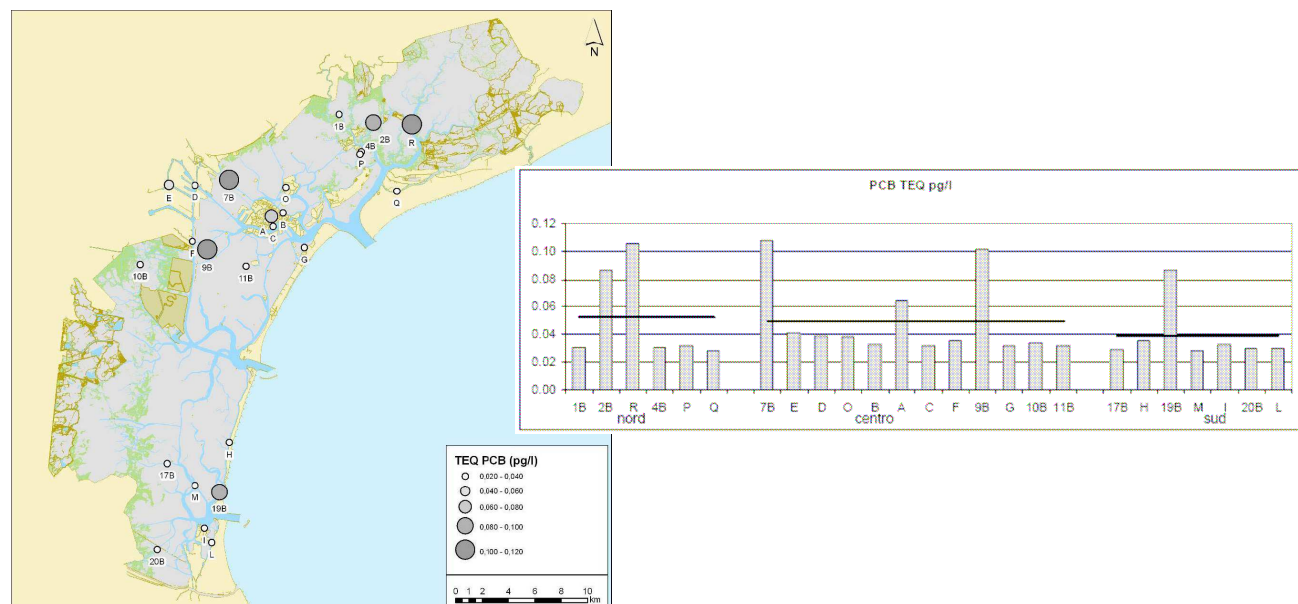 N
1B
2B
R
4B
P
E
D
7B
O
Q
B
A
C
F
9B
G
10B
11B
H
17B
M
19B
I
L
20B
TEQ PCB (pg/l)
0,020 - 0,040
0,040 - 0,060
0,060 - 0,080
0,080 - 0,100
0,100 - 0,120
0 1 2 4 6 8 10
km
PCB TEQ pg/l
0.12
0.10
0.08
0.06
0.04
0.02
0.00
1B 2B R 4B P Q 7B E D O B A C F 9B G 10B 11B 17B H 19B M I 20B L
nord centro sud